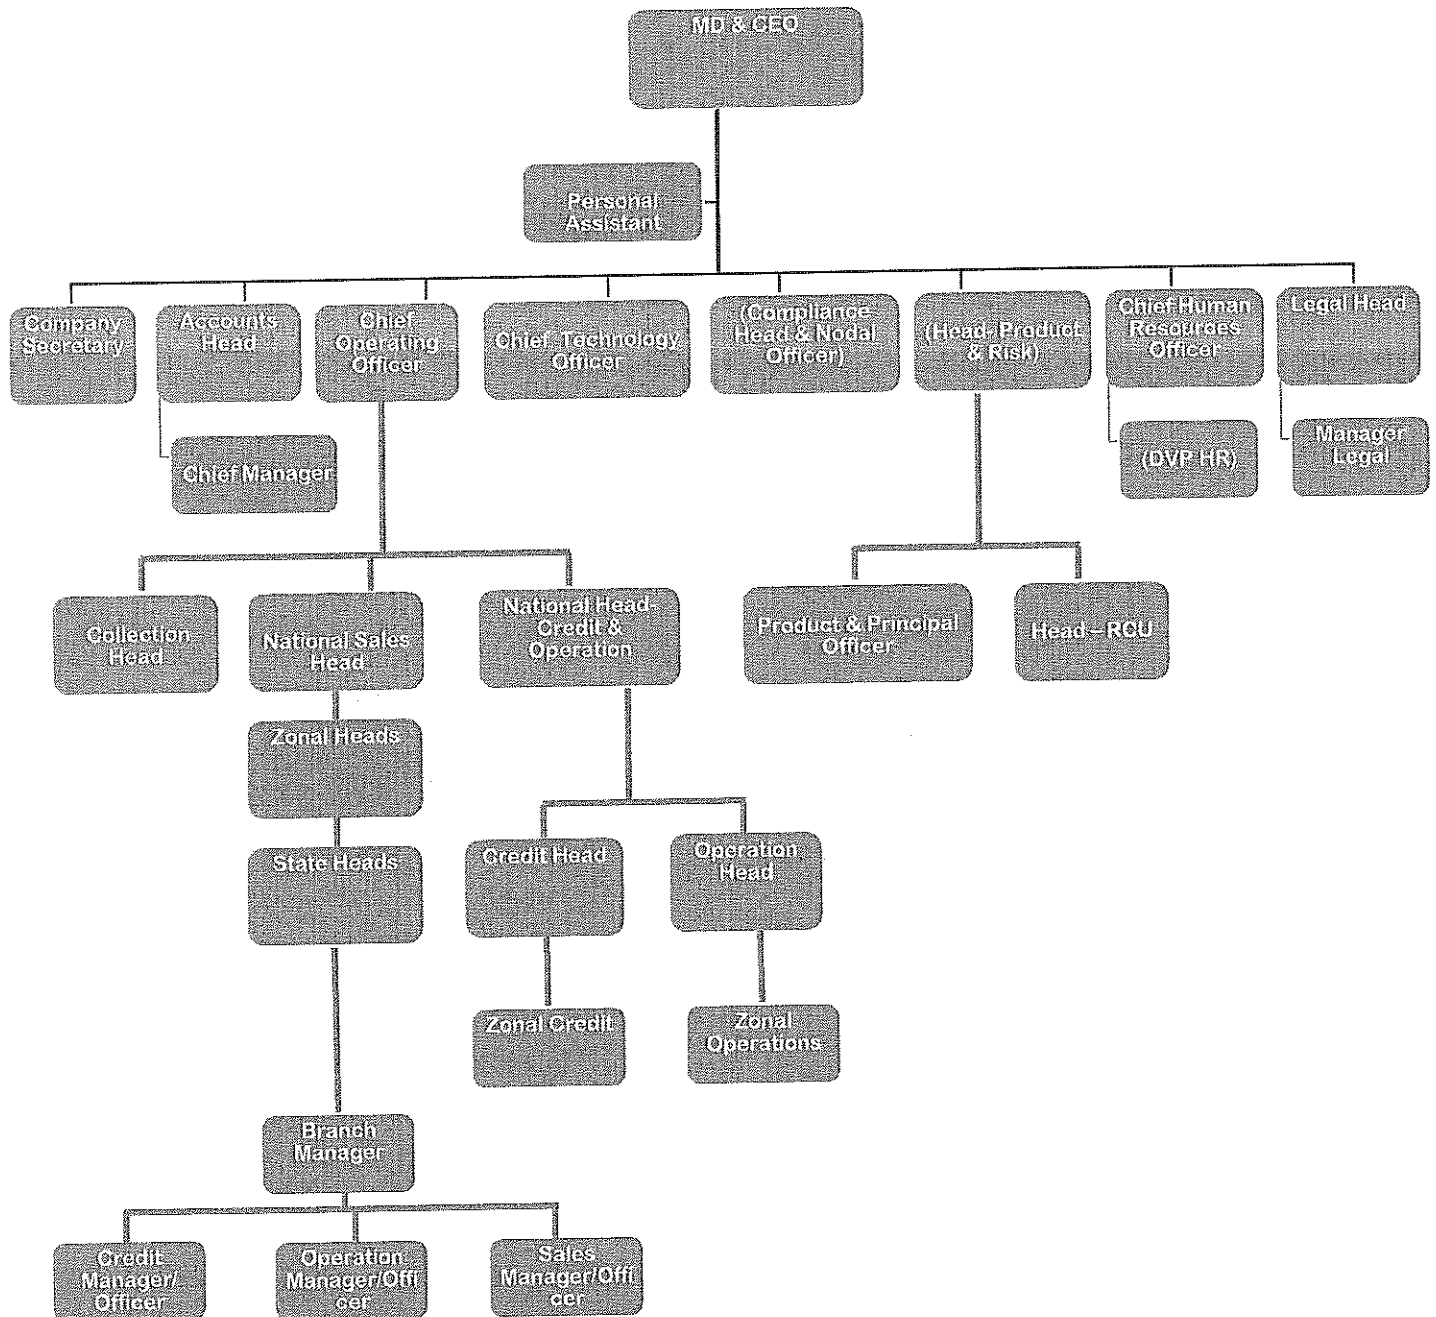 MD & CEO
Personal
Assistant
Company
Secretary
Accounts
Head
Chief
Operating
Officer
Chief Technology
Officer
(Compliance
Head & Nodal
Officer)
(Head- Product
& Risk)
Chief Human
Resources
Officer
Legal Head
Chief Manager
(DVP HR)
Manager
Legal
Collection
Head
National Sales
Head
National Head-
Credit &
Operation
Product & Principal
Officer
Head – RCU
Zonal Heads
State Heads
Credit Head
Operation
Head
Zonal Credit
Zonal
Operations
Branch
Manager
Credit
Manager/
Officer
Operation
Manager/Offi
cer
Sales
Manager/Offi
cer